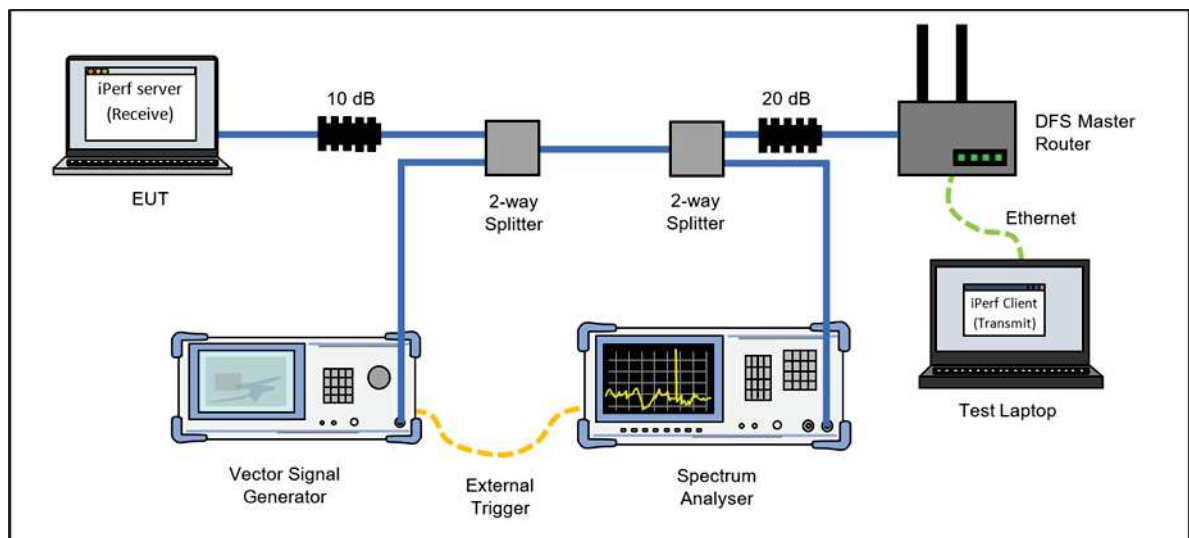 iPerf server
(Receive)
EUT
10 dB
2-way
Splitter
2-way
Splitter
20 dB
DFS Master
Router
Ethernet
iPerf Client
(Transmit)
Test Laptop
Vector Signal
Generator
External
Trigger
Spectrum
Analyser